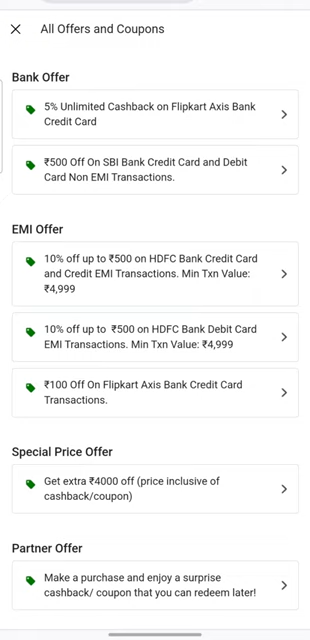 All Offers and Coupons
Bank Offer
5% Unlimited Cashback on Flipkart Axis Bank
Credit Card
₹500 Off On SBI Bank Credit Card and Debit
Card Non EMI Transactions.
EMI Offer
10% off up to ₹500 on HDFC Bank Credit Card
and Credit EMI Transactions. Min Txn Value:
₹4,999
10% off up to ₹500 on HDFC Bank Debit Card
EMI Transactions. Min Txn Value: ₹4,999
₹100 Off On Flipkart Axis Bank Credit Card
Transactions.
Special Price Offer
Get extra ₹4000 off (price inclusive of
cashback/coupon)
Partner Offer
Make a purchase and enjoy a surprise
cashback/ coupon that you can redeem later!